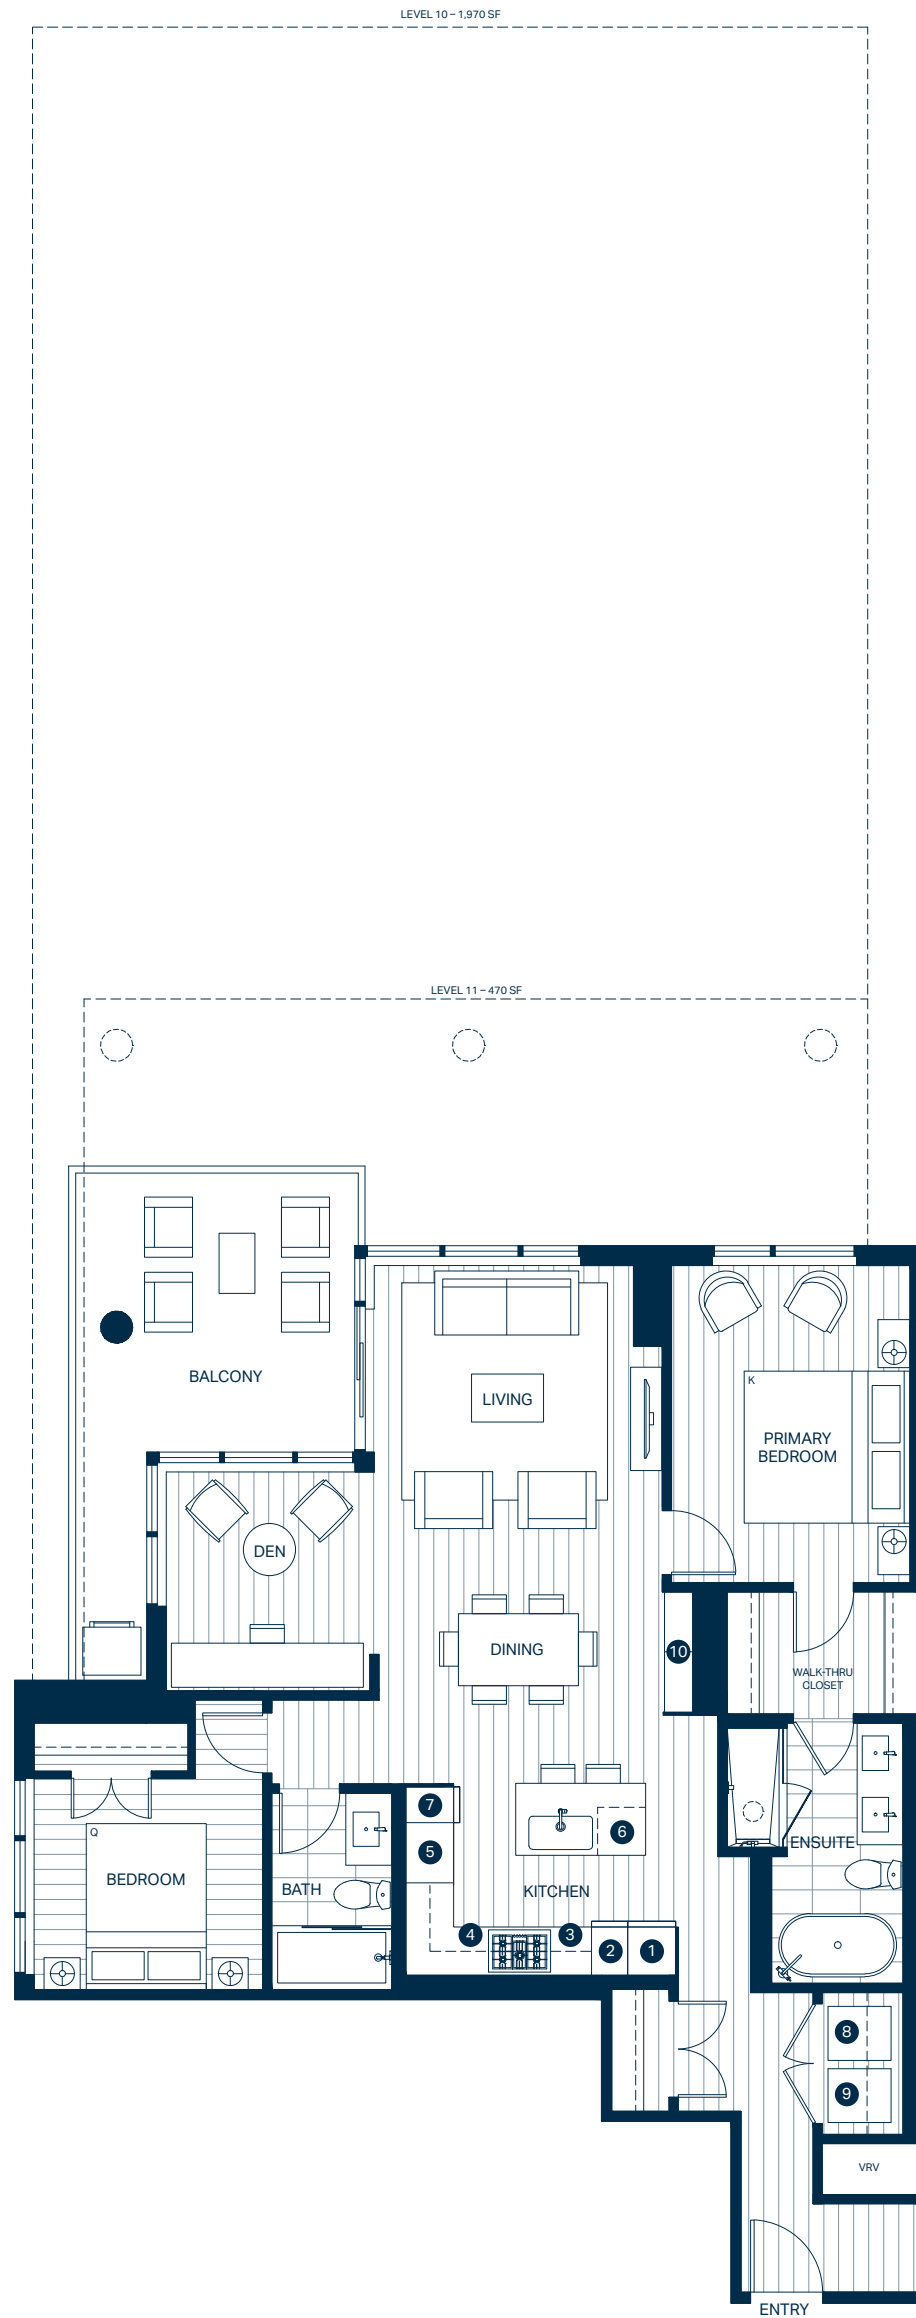 LEVEL 10 – 1,970 SF
LEVEL 11 – 470 SF
BALCONY
LIVING
K
PRIMARY
BEDROOM
DEN
DINING
10
WALK-THRU
CLOSET
7
5
6
Q
BEDROOM
BATH
KITCHEN
ENSUITE
4
3
2
1
8
9
VRV
ENTRY